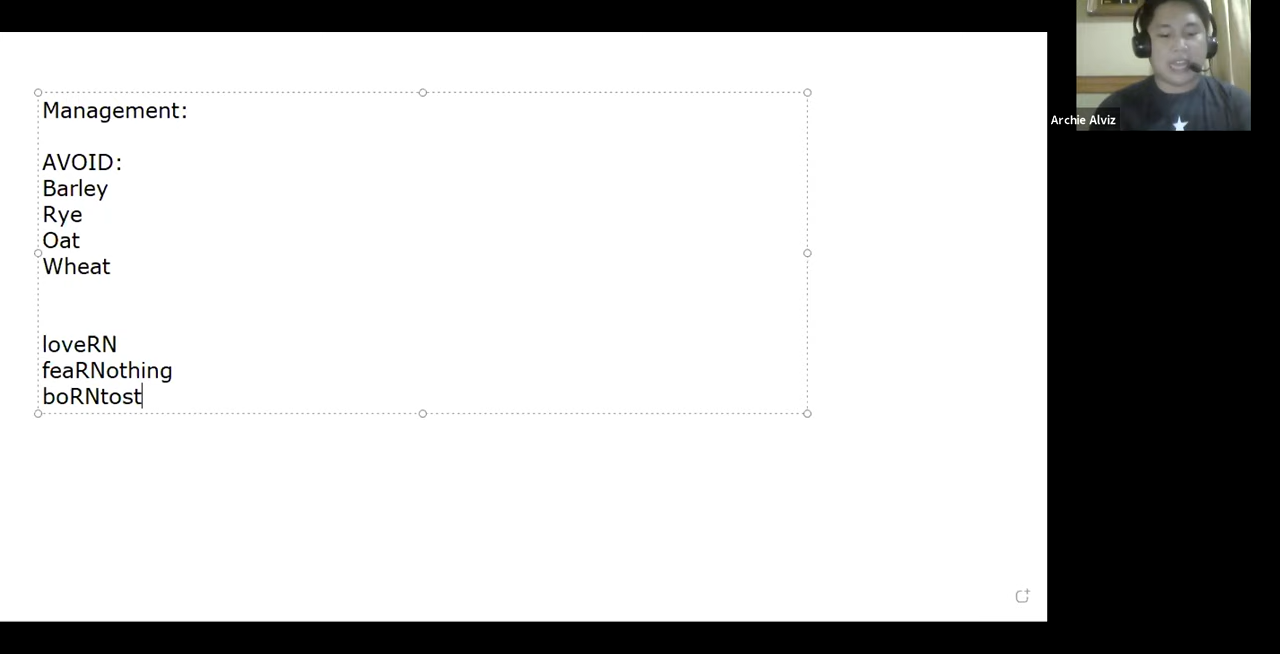 Management:
AVOID:
Barley
Rye
Oat
Wheat
loveRN
feaRNothing
boRNtost
Archie Alviz